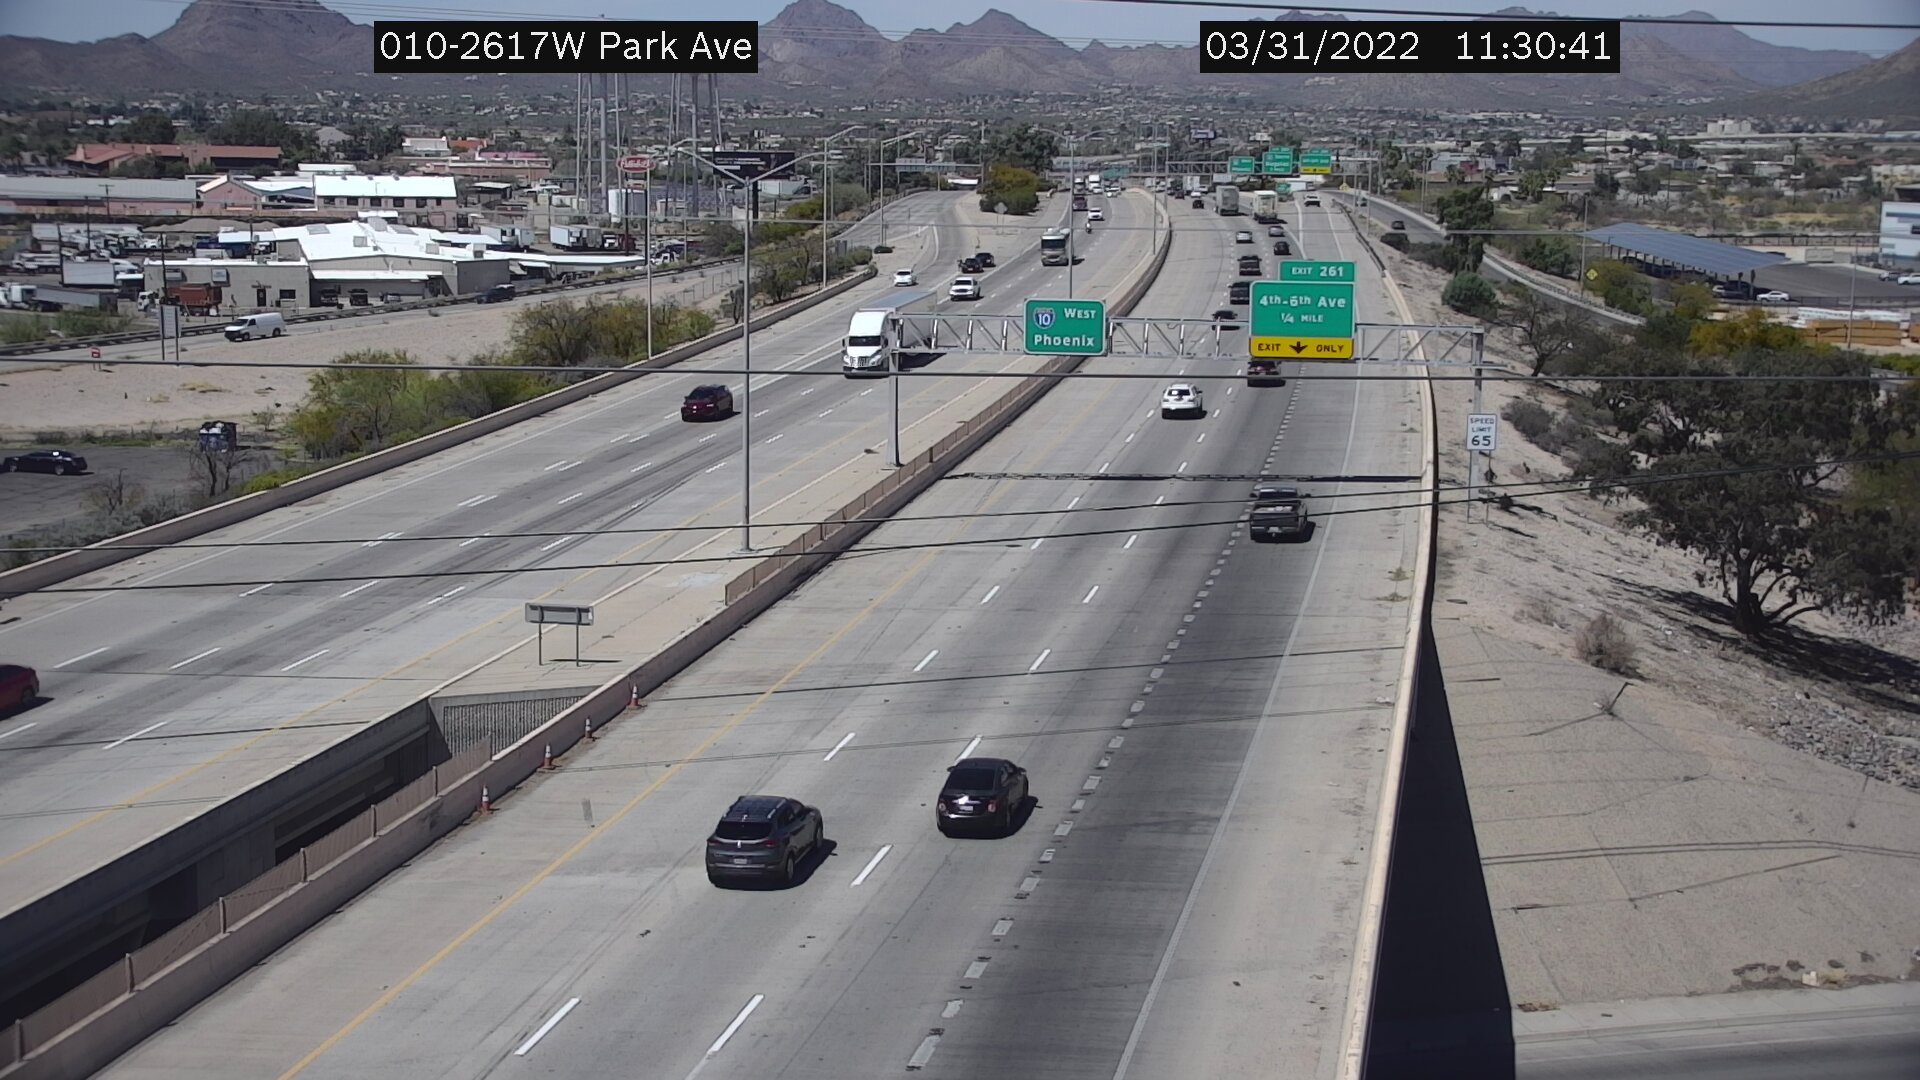 010-2617W Park Ave
03/31/2022 11:30:41
EXIT 261
4th-6th Ave
1/4 MILE
EXIT ONLY
10 WEST
Phoenix
SPEED
LIMIT
65